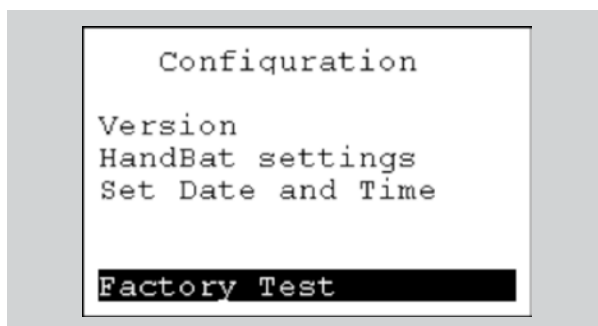 Configuration
Version
HandBat settings
Set Date and Time
Factory Test